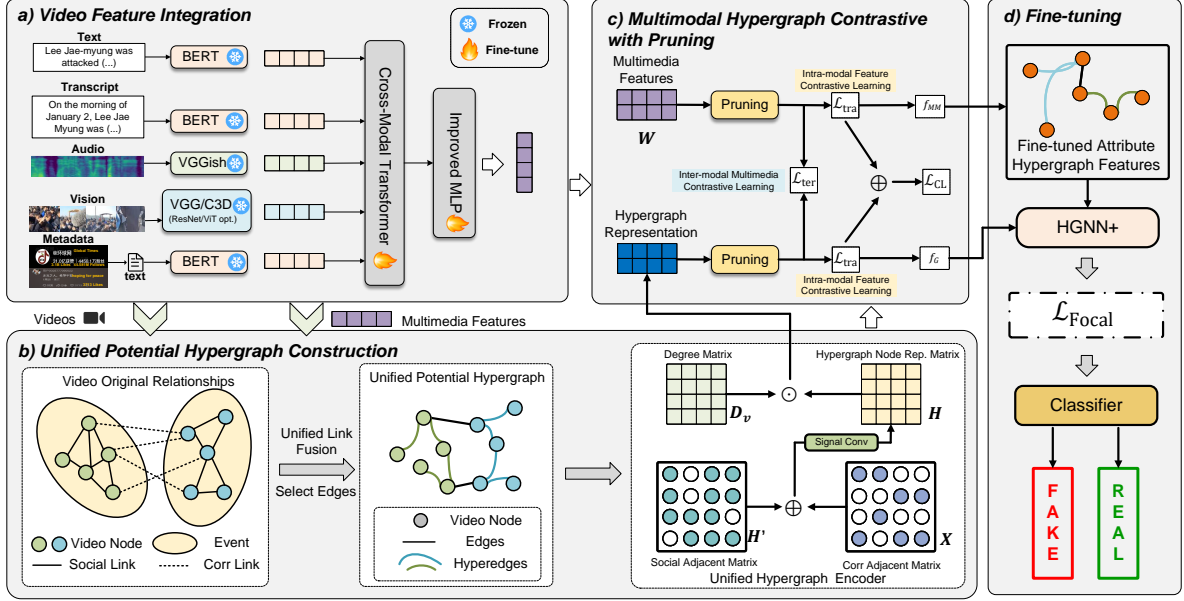 a) Video Feature Integration
Text
Lee Jae-myung was
attacked (...)
BERT
Transcript
On the morning of
January 2, Lee Jae
Myung was (...)
BERT
Audio
VGGish
Vision
VGG/C3D
(ResNet/ViT opt.)
Metadata
Global Times
text
BERT
Cross-Modal Transformer
Improved MLP
Frozen
Fine-tune
Videos
Multimedia Features
b) Unified Potential Hypergraph Construction
Video Original Relationships
Video Node
Event
Social Link
Corr Link
Unified Link
Fusion
Select Edges
Unified Potential Hypergraph
Video Node
Edges
Hyperedges
Degree Matrix
D_v
Hypergraph Node Rep. Matrix
H
Signal Conv
H'
Social Adjacent Matrix
X
Corr Adjacent Matrix
Unified Hypergraph Encoder
c) Multimodal Hypergraph Contrastive
with Pruning
Multimedia
Features
W
Pruning
Intra-modal Feature
Contrastive Learning
ℒtra
f_MM
Inter-modal Multimedia
Contrastive Learning
ℒter
⊕
ℒCL
Hypergraph
Representation
Pruning
ℒtra
f_G
Intra-modal Feature
Contrastive Learning
d) Fine-tuning
Fine-tuned Attribute
Hypergraph Features
HGNN+
ℒFocal
Classifier
FAKE
REAL